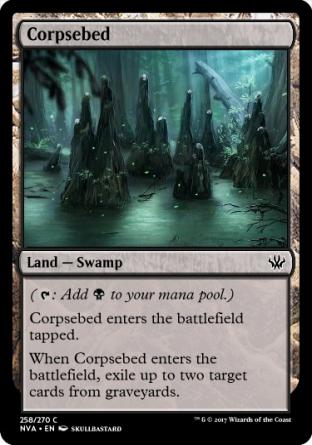 Corpsebed
Land — Swamp
( : Add to your mana pool.)
Corpsebed enters the battlefield
tapped.
When Corpsebed enters the
battlefield, exile up to two target
cards from graveyards.
258/270 C
NVA • EN SKULLBASTARD
™ & © 2017 Wizards of the Coast